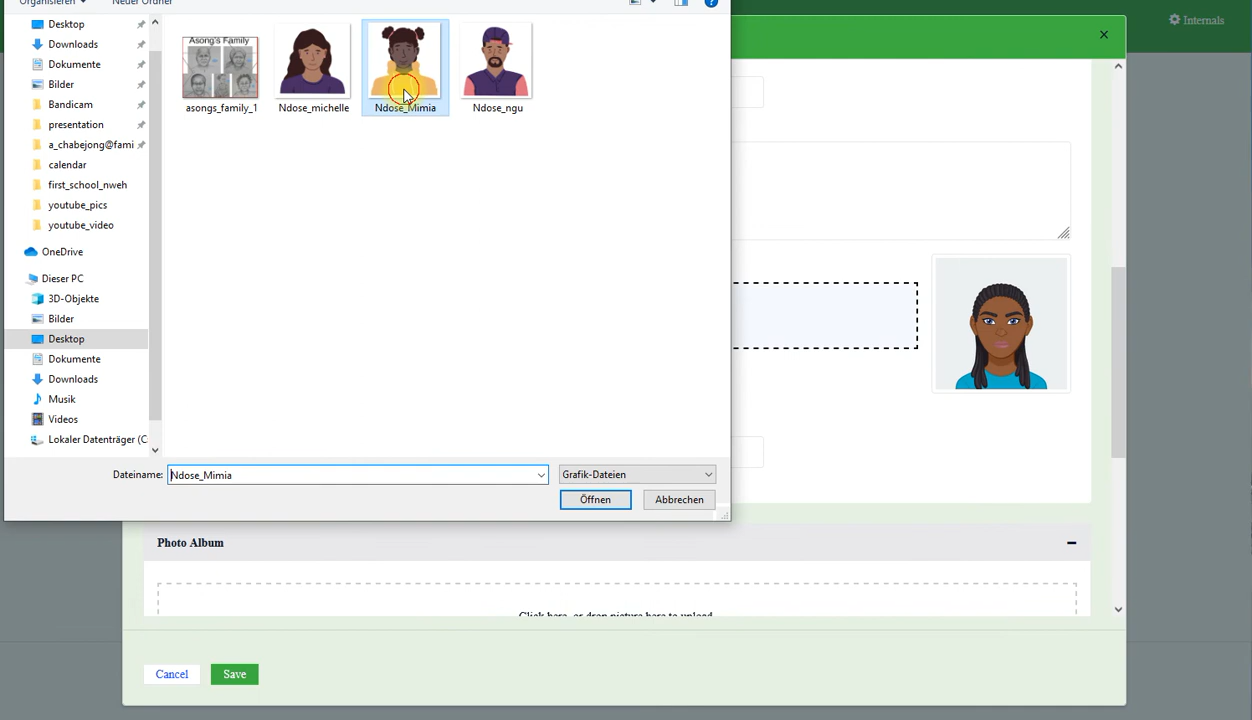 Organisieren
Neuer Ordner
Internals
Desktop
Downloads
Dokumente
Bilder
Bandicam
presentation
a_chabejong@fami
calendar
first_school_nweh
youtube_pics
youtube_video
OneDrive
Dieser PC
3D-Objekte
Bilder
Desktop
Dokumente
Downloads
Musik
Videos
Lokaler Datenträger (C
Asong's Family
asongs_family_1
Ndose_michelle
Ndose_Mimia
Ndose_ngu
Dateiname:
Ndose_Mimia
Grafik-Dateien
Öffnen
Abbrechen
Photo Album
Click here, or drop picture here to upload
Cancel
Save